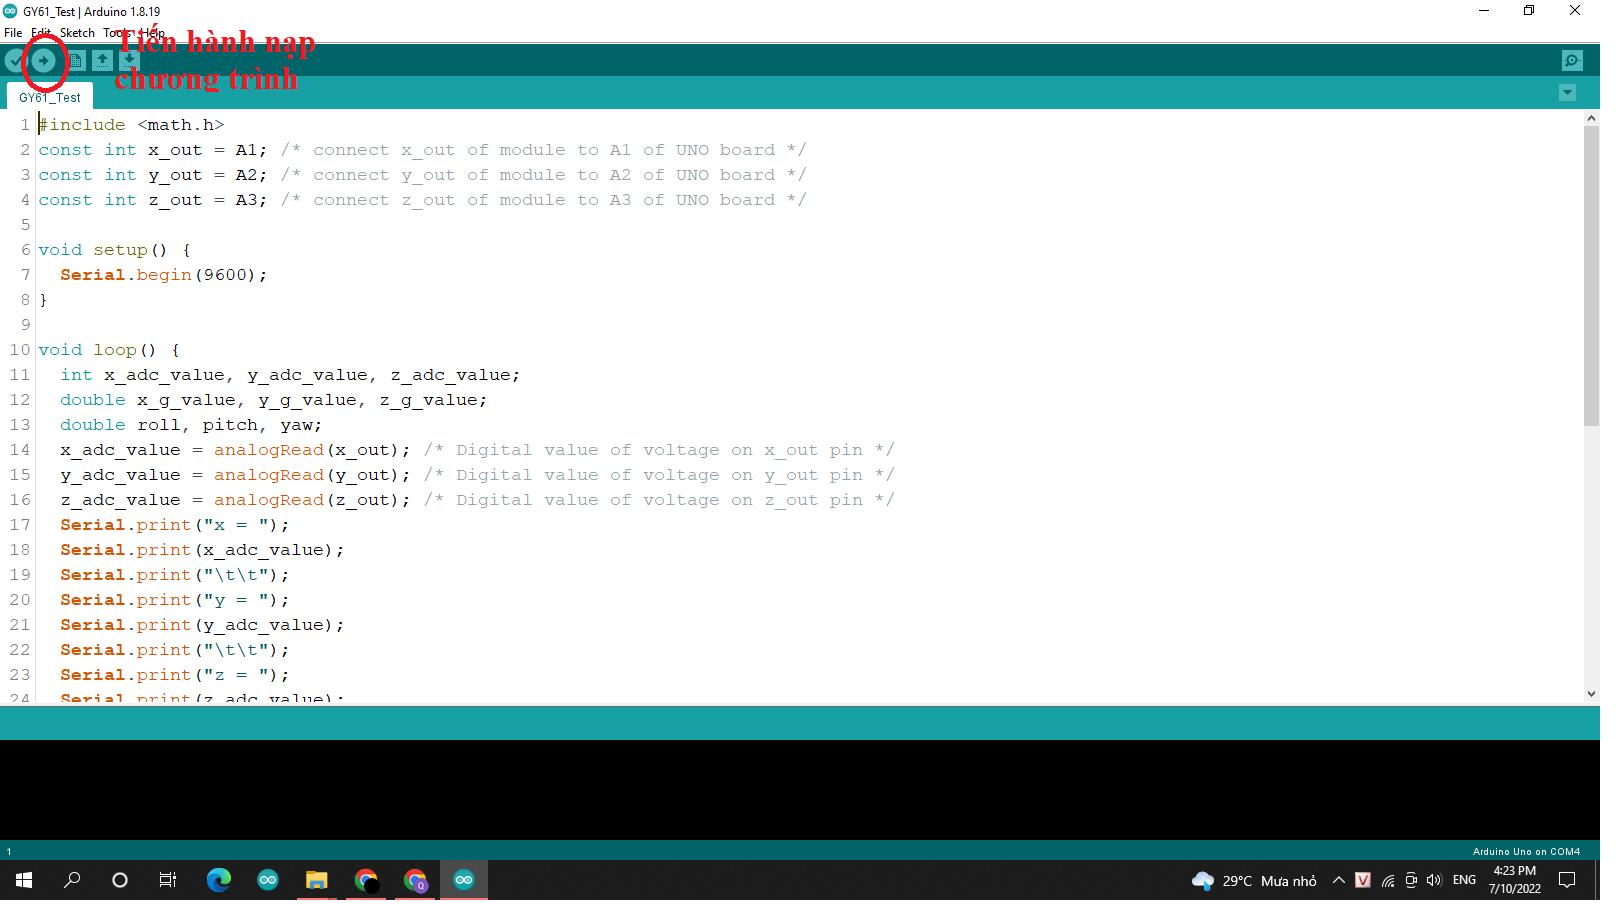 GY61_Test | Arduino 1.8.19
File Edit Sketch Tools Help
Tiến hành nạp
chương trình
GY61_Test
1 #include <math.h>
2 const int x_out = A1; /* connect x_out of module to A1 of UNO board */
3 const int y_out = A2; /* connect y_out of module to A2 of UNO board */
4 const int z_out = A3; /* connect z_out of module to A3 of UNO board */
5
6 void setup() {
7   Serial.begin(9600);
8 }
9
10 void loop() {
11   int x_adc_value, y_adc_value, z_adc_value;
12   double x_g_value, y_g_value, z_g_value;
13   double roll, pitch, yaw;
14   x_adc_value = analogRead(x_out); /* Digital value of voltage on x_out pin */
15   y_adc_value = analogRead(y_out); /* Digital value of voltage on y_out pin */
16   z_adc_value = analogRead(z_out); /* Digital value of voltage on z_out pin */
17   Serial.print("x = ");
18   Serial.print(x_adc_value);
19   Serial.print("\t\t");
20   Serial.print("y = ");
21   Serial.print(y_adc_value);
22   Serial.print("\t\t");
23   Serial.print("z = ");
24   Serial.print(z_adc_value);
1
Arduino Uno on COM4
29°C Mưa nhỏ
V
ENG
4:23 PM
7/10/2022
Q